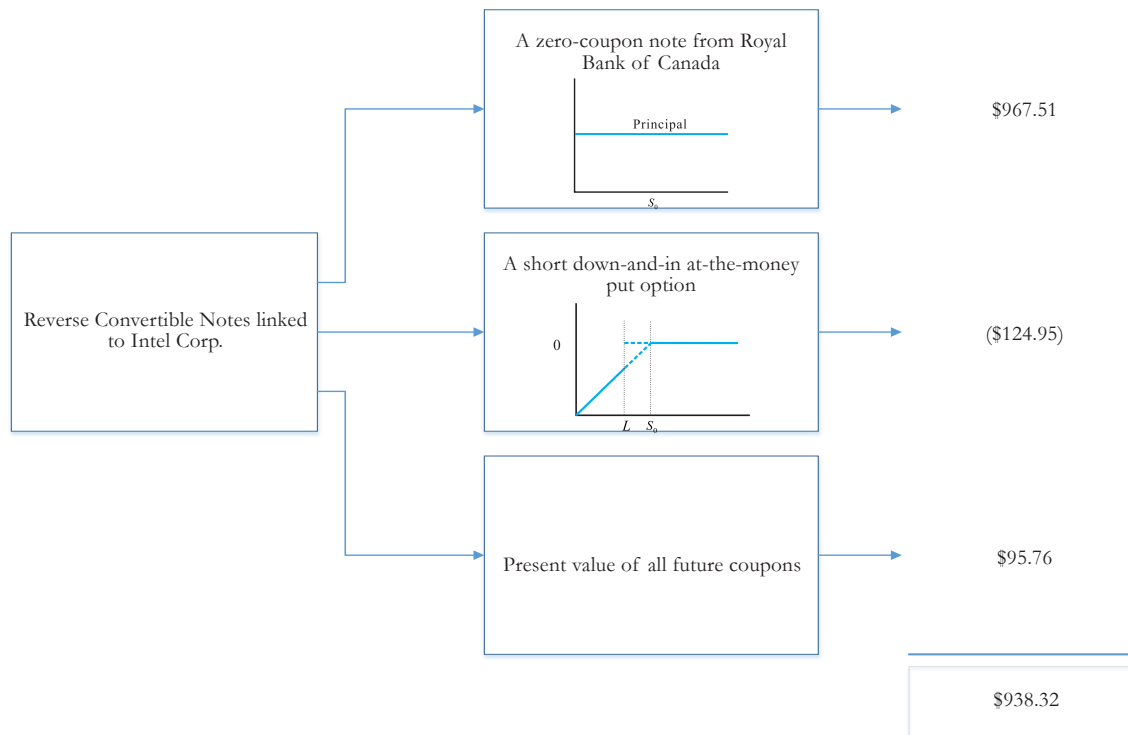 A zero-coupon note from Royal
Bank of Canada
Principal
S₀
$967.51
Reverse Convertible Notes linked
to Intel Corp.
A short down-and-in at-the-money
put option
0
L S₀
($124.95)
Present value of all future coupons
$95.76
$938.32